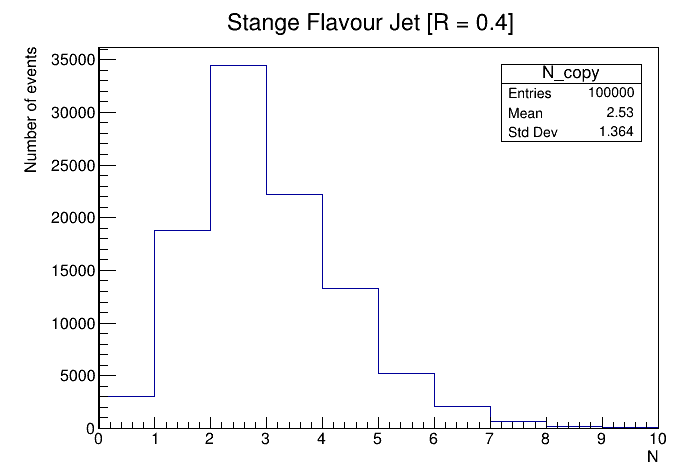 Stange Flavour Jet [R = 0.4]
Number of events
35000
30000
25000
20000
15000
10000
5000
0
N_copy
Entries 100000
Mean 2.53
Std Dev 1.364
0 1 2 3 4 5 6 7 8 9 10
N